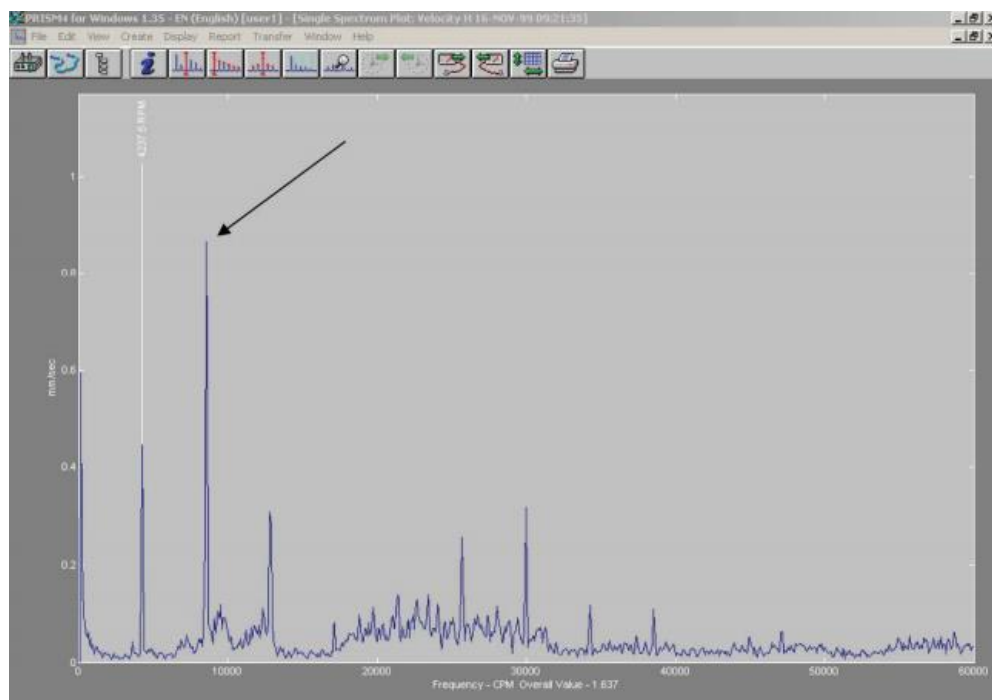 PRISM4 for Windows 1.35 - EN (English) [user1] - [Single Spectrum Plot: Velocity H 16-NOV-99 09:21:35]
File Edit View Create Display Report Transfer Window Help
4237.5 RPM
1
0.8
0.6
mm/sec
0.4
0.2
0
0 10000 20000 30000 40000 50000 60000
Frequency - CPM Overall Value - 1.637